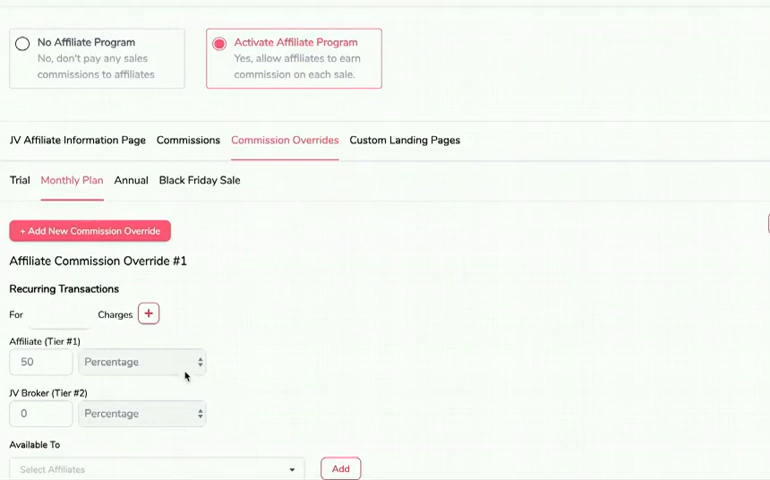 No Affiliate Program
No, don't pay any sales
commissions to affiliates
Activate Affiliate Program
Yes, allow affiliates to earn
commission on each sale.
JV Affiliate Information Page Commissions Commission Overrides Custom Landing Pages
Trial Monthly Plan Annual Black Friday Sale
+ Add New Commission Override
Affiliate Commission Override #1
Recurring Transactions
For Charges +
Affiliate (Tier #1)
50 Percentage
JV Broker (Tier #2)
0 Percentage
Available To
Select Affiliates Add